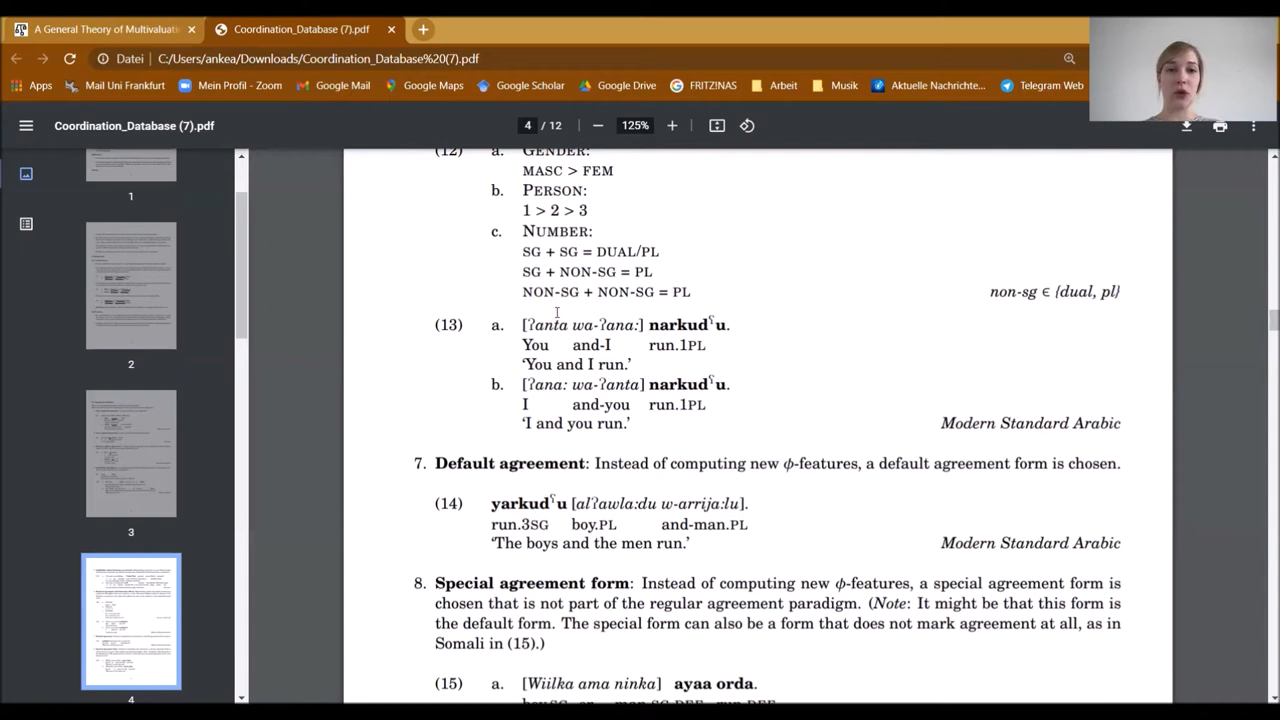 A General Theory of Multivaluati
Coordination_Database (7).pdf
Datei
C:/Users/ankea/Downloads/Coordination_Database%20(7).pdf
Apps
Mail Uni Frankfurt
Mein Profil - Zoom
Google Mail
Google Maps
Google Scholar
Google Drive
FRITZ!NAS
Arbeit
Musik
Aktuelle Nachrichte...
Telegram Web
Coordination_Database (7).pdf
4 / 12
125%
1
2
3
4
(12) a. GENDER:
MASC > FEM
b. PERSON:
1 > 2 > 3
c. NUMBER:
SG + SG = DUAL/PL
SG + NON-SG = PL
NON-SG + NON-SG = PL non-sg ∈ {dual, pl}
(13) a. [ʔanta wa-ʔana:] narkudˤu.
You and-I run.1PL
‘You and I run.’
b. [ʔana: wa-ʔanta] narkudˤu.
I and-you run.1PL
‘I and you run.’ Modern Standard Arabic
7. Default agreement: Instead of computing new ϕ-features, a default agreement form is chosen.
(14) yarkudˤu [alʔawla:du w-arrija:lu].
run.3SG boy.PL and-man.PL
‘The boys and the men run.’ Modern Standard Arabic
8. Special agreement form: Instead of computing new ϕ-features, a special agreement form is
chosen that is not part of the regular agreement paradigm. (Note: It might be that this form is
the default form. The special form can also be a form that does not mark agreement at all, as in
Somali in (15).)
(15) a. [Wiilka ama ninka] ayaa orda.
boy.SG or man.SG.DEF run.DEF